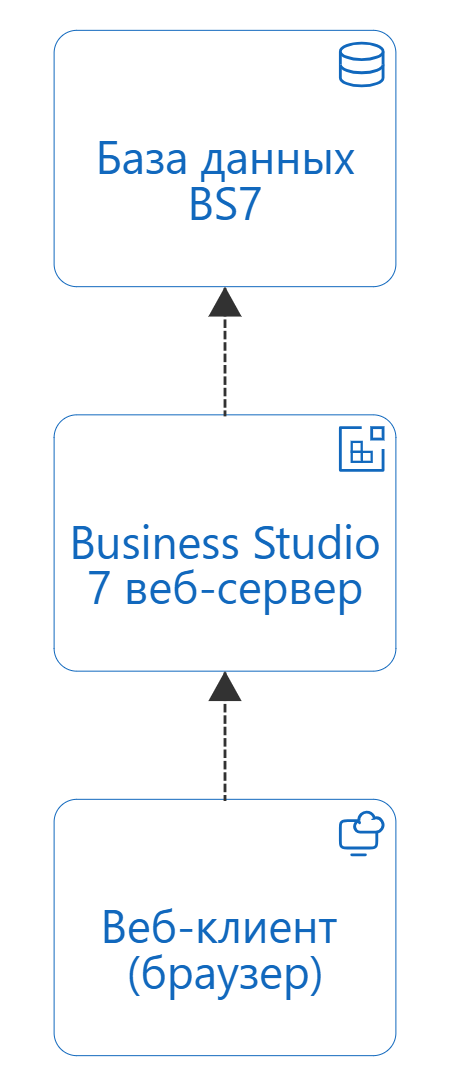 База данных
BS7
Business Studio
7 веб-сервер
Веб-клиент
(браузер)